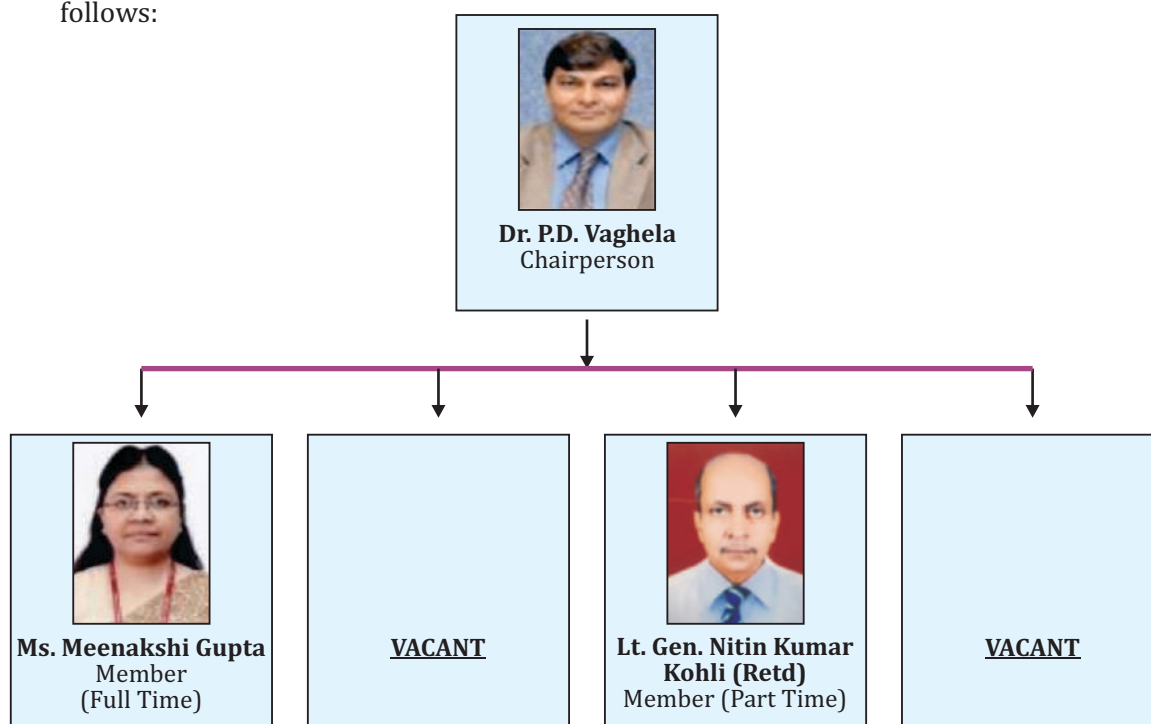 follows:
Dr. P.D. Vaghela
Chairperson
Ms. Meenakshi Gupta
Member
(Full Time)
VACANT
Lt. Gen. Nitin Kumar
Kohli (Retd)
Member (Part Time)
VACANT